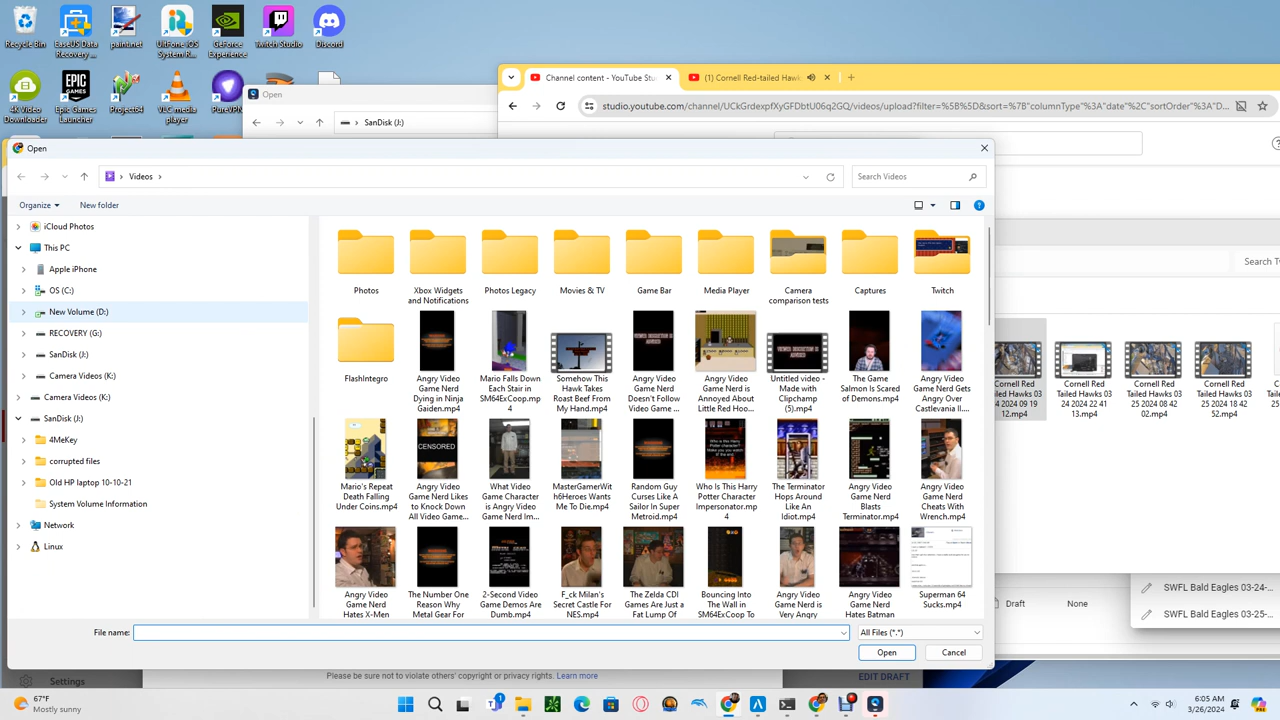 Recycle Bin
EaseUS Data
Recovery ...
paint.net
UltFone iOS
System R...
GeForce
Experience
Twitch Studio
Discord
4K Video
Downloader
Epic Games
Launcher
Project64
VLC media
player
PureVPN
Open
SanDisk (J:)
Channel content - YouTube Stu
(1) Cornell Red-tailed Hawk
studio.youtube.com/channel/UCkGrdexpfXyGFDbtU06q2GQ/videos/upload?filter=%5B%5D&sort=%7B"columnType"%3A"date"%2C"sortOrder"%3A"D...
Open
Videos
Search Videos
Organize
New folder
iCloud Photos
This PC
Apple iPhone
OS (C:)
New Volume (D:)
RECOVERY (G:)
SanDisk (J:)
Camera Videos (K:)
Camera Videos (K:)
SanDisk (J:)
4MeKey
corrupted files
Old HP laptop 10-10-21
System Volume Information
Network
Linux
Photos
Xbox Widgets
and Notifications
Photos Legacy
Movies & TV
Game Bar
Media Player
Camera
comparison tests
Captures
Twitch
FlashIntegro
Angry Video
Game Nerd
Dying in Ninja
Gaiden.mp4
Mario Falls Down
Each Stair in
SM64ExCoop.mp
4
Somehow This
Hawk Takes
Roast Beef From
My Hand.mp4
Angry Video
Game Nerd
Doesn't Follow
Video Game ...
Angry Video
Game Nerd is
Annoyed About
Little Red Hoo...
Untitled video -
Made with
Clipchamp
(5).mp4
The Game
Salmon Is Scared
of Demons.mp4
Angry Video
Game Nerd Gets
Angry Over
Castlevania II....
Mario's Repeat
Death Falling
Under Coins.mp4
CENSORED
Angry Video
Game Nerd Likes
to Knock Down
All Video Game...
What Video
Game Character
is Angry Video
Game Nerd Im...
MasterGamerWit
h6Heroes Wants
Me To Die.mp4
Random Guy
Curses Like A
Sailor In Super
Metroid.mp4
Who Is This Harry
Potter Character
Impersonator.mp
4
The Terminator
Hops Around
Like An
Idiot.mp4
Angry Video
Game Nerd
Blasts
Terminator.mp4
Angry Video
Game Nerd
Cheats With
Wrench.mp4
Angry Video
Game Nerd
Hates X-Men
The Number One
Reason Why
Metal Gear For
2-Second Video
Game Demos Are
Dumb.mp4
F_ck Milan's
Secret Castle For
NES.mp4
The Zelda CDI
Games Are Just a
Fat Lump Of
Bouncing Into
The Wall in
SM64ExCoop To
Angry Video
Game Nerd is
Very Angry
Angry Video
Game Nerd
Hates Batman
Superman 64
Sucks.mp4
File name:
All Files (*.*)
Open
Cancel
Search T
Cornell Red
ailed Hawks 03
24 2024 09 19
12.mp4
Cornell Red
Tailed Hawks 03
24 2024 22 41
13.mp4
Cornell Red
Tailed Hawks 03
25 2024 08 42
02.mp4
Cornell Red
Tailed Hawks 03
25 2024 18 42
52.mp4
Draft
None
SWFL Bald Eagles 03-24-...
SWFL Bald Eagles 03-25-...
Settings
Please be sure not to violate others' copyright or privacy rights. Learn more
EDIT DRAFT
67°F
Mostly sunny
6:05 AM
3/26/2024